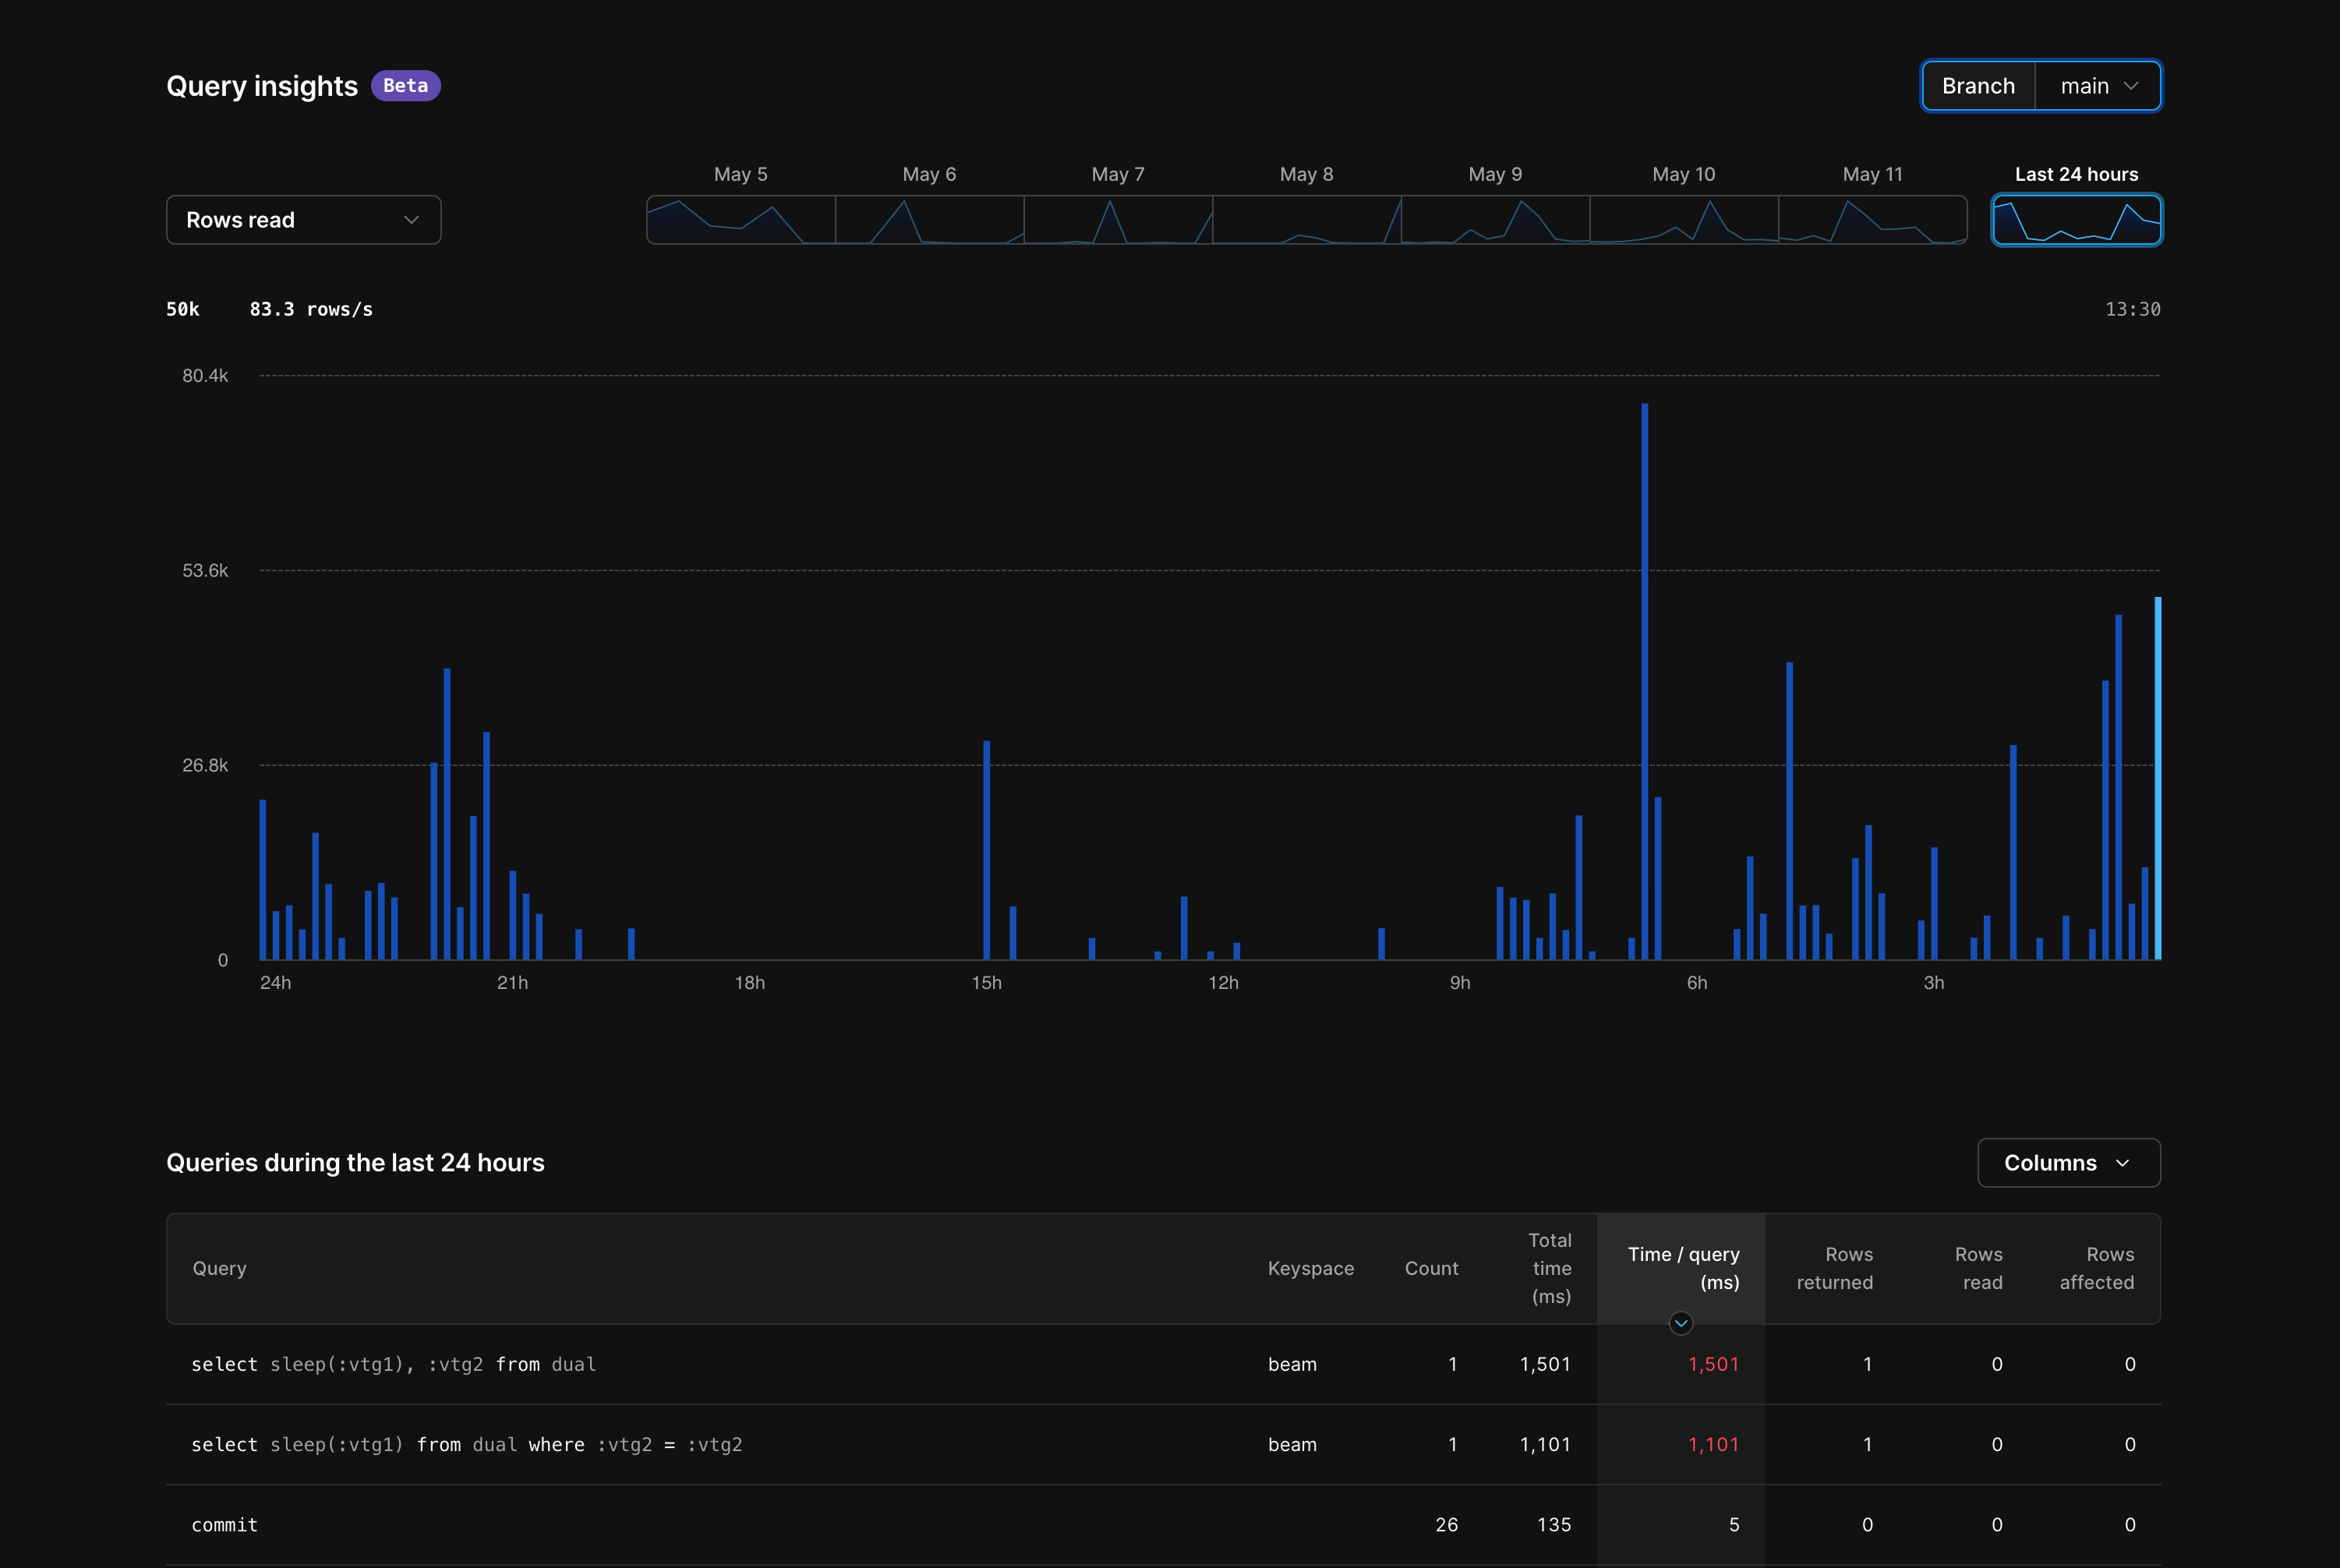 Query insights Beta
Branch main
May 5 May 6 May 7 May 8 May 9 May 10 May 11 Last 24 hours
Rows read
50k 83.3 rows/s 13:30
80.4k
53.6k
26.8k
0
24h 21h 18h 15h 12h 9h 6h 3h
Queries during the last 24 hours
Columns
Query Keyspace Count Total time (ms) Time / query (ms) Rows returned Rows read Rows affected
select sleep(:vtg1), :vtg2 from dual beam 1 1,501 1,501 1 0 0
select sleep(:vtg1) from dual where :vtg2 = :vtg2 beam 1 1,101 1,101 1 0 0
commit 26 135 5 0 0 0